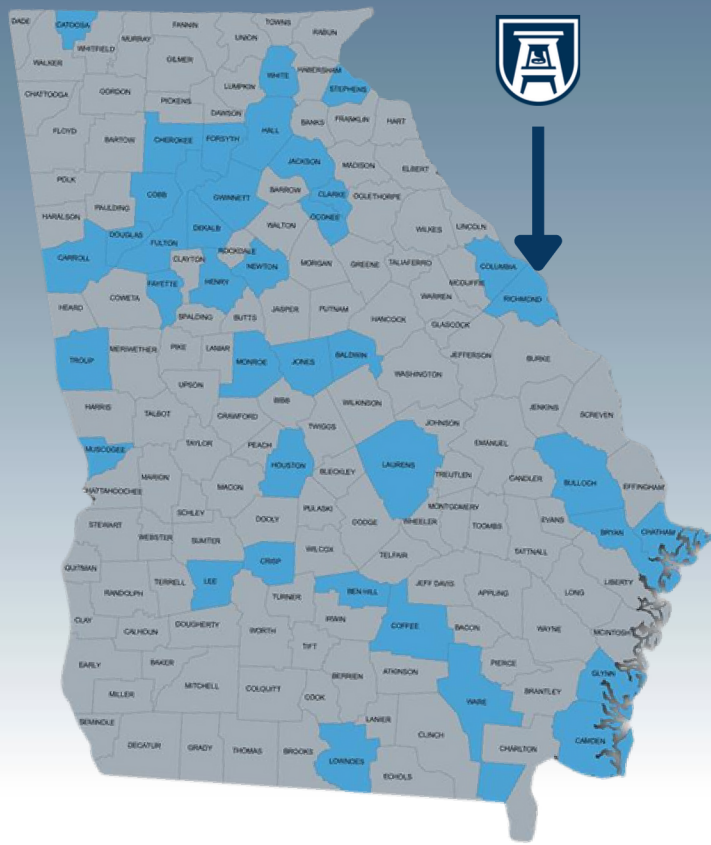 DADE
CATOOSA
FANNIN
TOWNS
RABUN
UNION
MURRAY
WHITFIELD
WALKER
GILMER
WHITE
HABERSHAM
STEPHENS
CHATTOOGA
GORDON
LUMPKIN
PICKENS
DAWSON
BANKS
FRANKLIN
HART
FLOYD
BARTOW
CHEROKEE
FORSYTH
HALL
JACKSON
MADISON
ELBERT
POLK
COBB
GWINNETT
BARROW
CLARKE
OGLETHORPE
PAULDING
HARALSON
OCONEE
WALTON
DEKALB
WILKES
LINCOLN
DOUGLAS
FULTON
CARROLL
CLAYTON
ROCKDALE
NEWTON
MORGAN
GREENE
TALIAFERRO
COLUMBIA
MCDUFFIE
FAYETTE
HENRY
COWETA
HEARD
WARREN
RICHMOND
SPALDING
BUTTS
JASPER
PUTNAM
HANCOCK
GLASCOCK
TROUP
MERIWETHER
PIKE
LAMAR
MONROE
JONES
BALDWIN
JEFFERSON
BURKE
WASHINGTON
UPSON
HARRIS
TALBOT
CRAWFORD
BIBB
WILKINSON
JENKINS
SCREVEN
TWIGGS
JOHNSON
MUSCOGEE
TAYLOR
PEACH
HOUSTON
BLECKLEY
LAURENS
EMANUEL
TREUTLEN
CANDLER
BULLOCH
EFFINGHAM
MARION
HATTAHOOCHEE
MACON
SCHLEY
DOOLY
PULASKI
DODGE
WHEELER
MONTGOMERY
TOOMBS
EVANS
BRYAN
CHATHAM
STEWART
WEBSTER
SUMTER
WILCOX
TELFAIR
TATTNALL
QUITMAN
TERRELL
LEE
CRISP
RANDOLPH
TURNER
BEN HILL
JEFF DAVIS
APPLING
LONG
LIBERTY
CLAY
CALHOUN
DOUGHERTY
WORTH
IRWIN
COFFEE
BACON
WAYNE
MCINTOSH
TIFT
EARLY
BAKER
PIERCE
GLYNN
MITCHELL
COLQUITT
BERRIEN
ATKINSON
MILLER
COOK
WARE
BRANTLEY
SEMINOLE
LANIER
CLINCH
CAMDEN
DECATUR
GRADY
THOMAS
BROOKS
LOWNDES
ECHOLS
CHARLTON